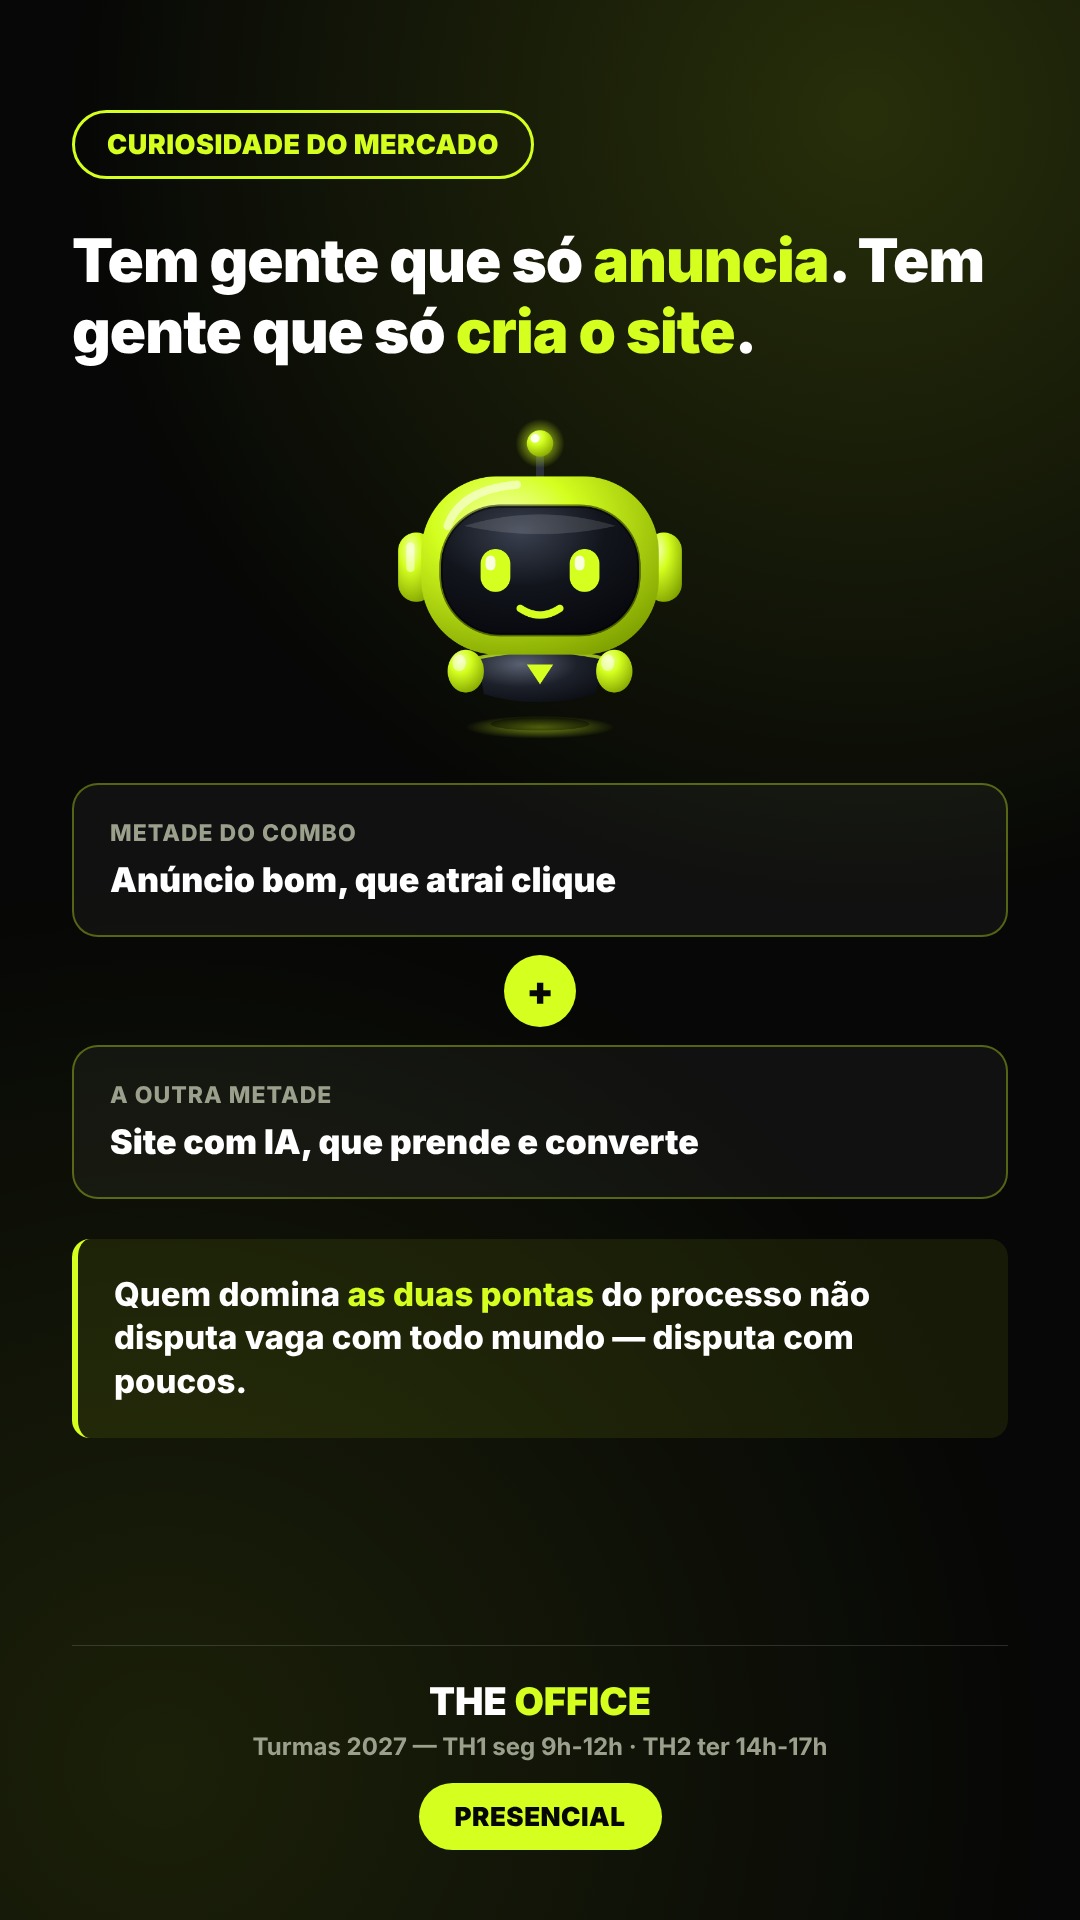 CURIOSIDADE DO MERCADO
Tem gente que só anuncia. Tem
gente que só cria o site.
METADE DO COMBO
Anúncio bom, que atrai clique
+
A OUTRA METADE
Site com IA, que prende e converte
Quem domina as duas pontas do processo não
disputa vaga com todo mundo — disputa com
poucos.
THE OFFICE
Turmas 2027 — TH1 seg 9h-12h · TH2 ter 14h-17h
PRESENCIAL